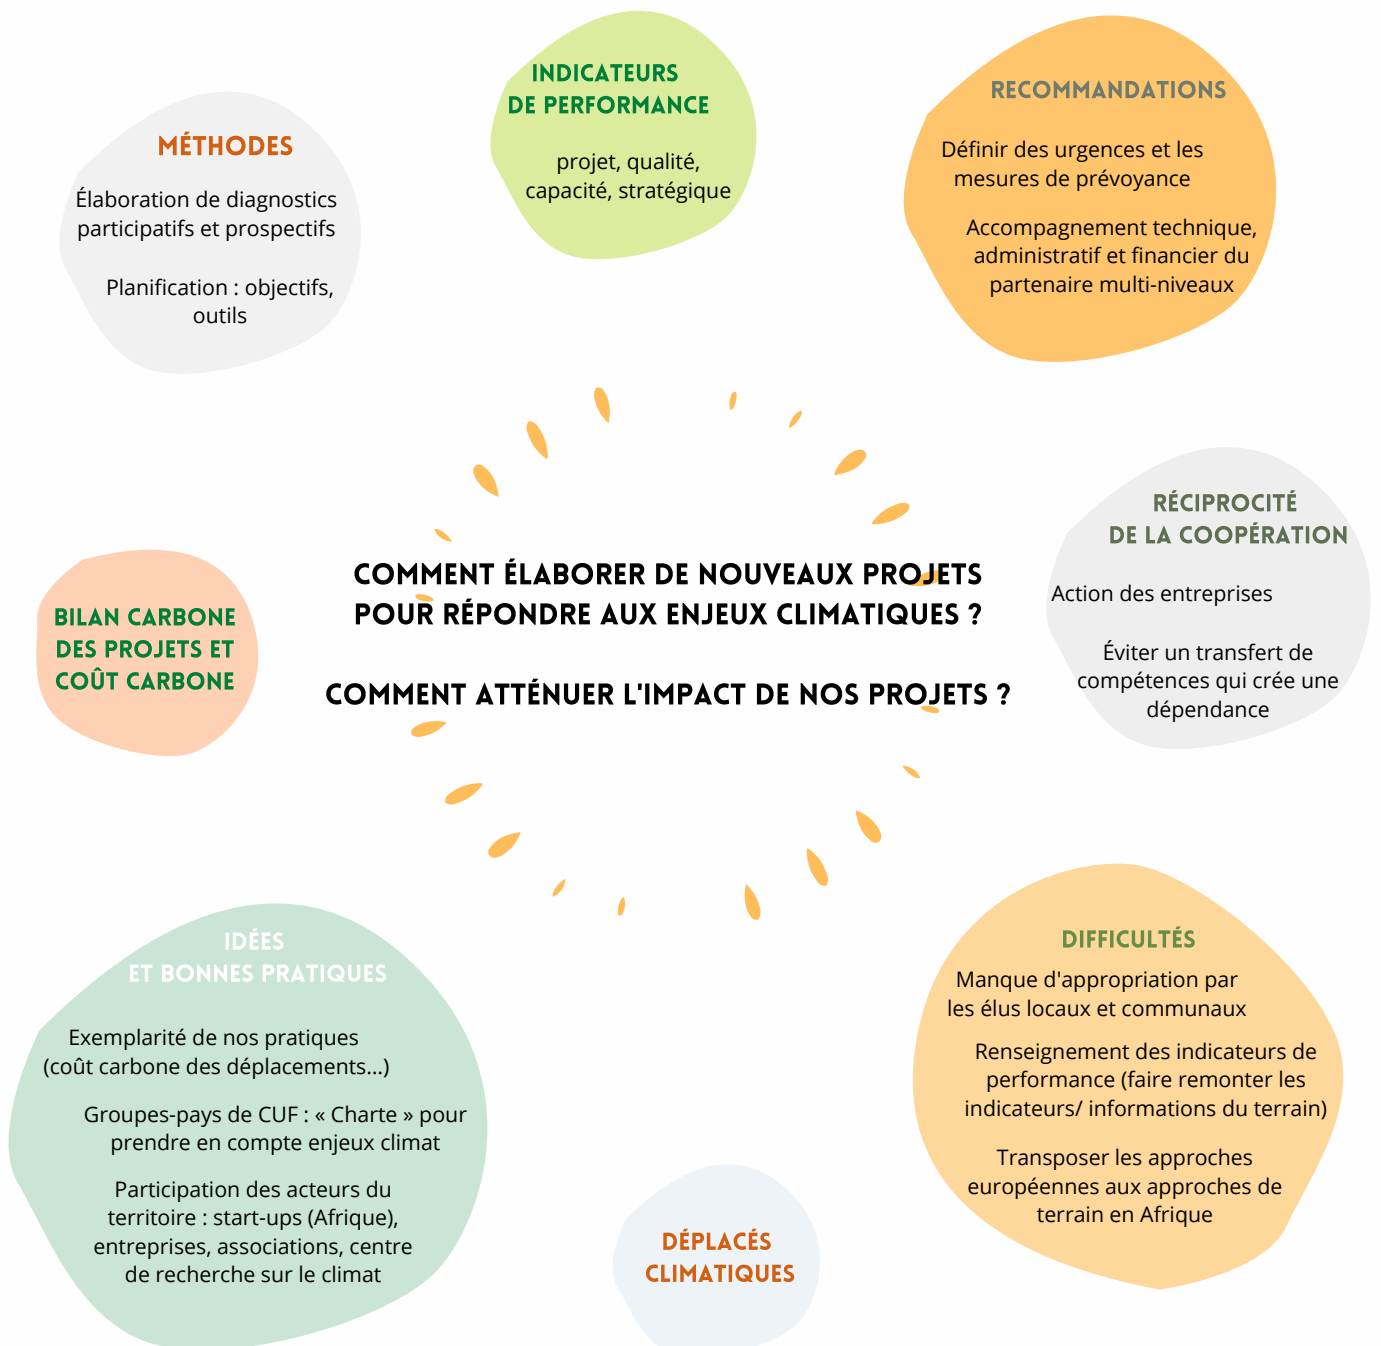 INDICATEURS
DE PERFORMANCE
projet, qualité,
capacité, stratégique
RECOMMANDATIONS
Définir des urgences et les
mesures de prévoyance
Accompagnement technique,
administratif et financier du
partenaire multi-niveaux
MÉTHODES
Élaboration de diagnostics
participatifs et prospectifs
Planification : objectifs,
outils
RÉCIPROCITÉ
DE LA COOPÉRATION
Action des entreprises
Éviter un transfert de
compétences qui crée une
dépendance
COMMENT ÉLABORER DE NOUVEAUX PROJETS
POUR RÉPONDRE AUX ENJEUX CLIMATIQUES ?
COMMENT ATTÉNUER L'IMPACT DE NOS PROJETS ?
BILAN CARBONE
DES PROJETS ET
COÛT CARBONE
IDÉES
ET BONNES PRATIQUES
Exemplarité de nos pratiques
(coût carbone des déplacements...)
Groupes-pays de CUF : « Charte » pour
prendre en compte enjeux climat
Participation des acteurs du
territoire : start-ups (Afrique),
entreprises, associations, centre
de recherche sur le climat
DIFFICULTÉS
Manque d'appropriation par
les élus locaux et communaux
Renseignement des indicateurs de
performance (faire remonter les
indicateurs/ informations du terrain)
Transposer les approches
européennes aux approches de
terrain en Afrique
DÉPLACÉS
CLIMATIQUES